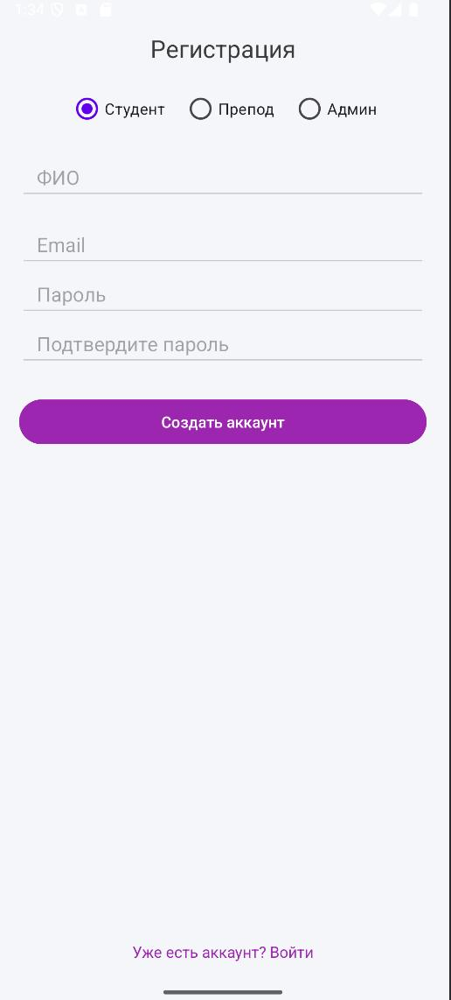 1:34
Регистрация
Студент Препод Админ
ФИО
Email
Пароль
Подтвердите пароль
Создать аккаунт
Уже есть аккаунт? Войти